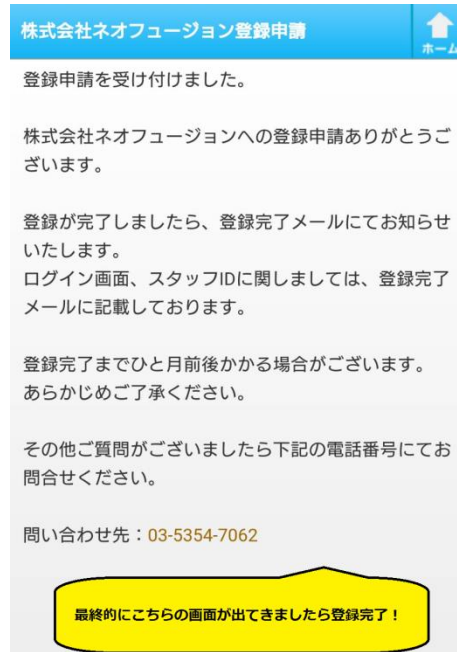 株式会社ネオフュージョン登録申請
ホーム
登録申請を受け付けました。
株式会社ネオフュージョンへの登録申請ありがとうご
ざいます。
登録が完了しましたら、登録完了メールにてお知らせ
いたします。
ログイン画面、スタッフIDに関しましては、登録完了
メールに記載しております。
登録完了までひと月前後かかる場合がございます。
あらかじめご了承ください。
その他ご質問がございましたら下記の電話番号にてお
問合せください。
問い合わせ先：03-5354-7062
最終的にこちらの画面が出てきましたら登録完了！